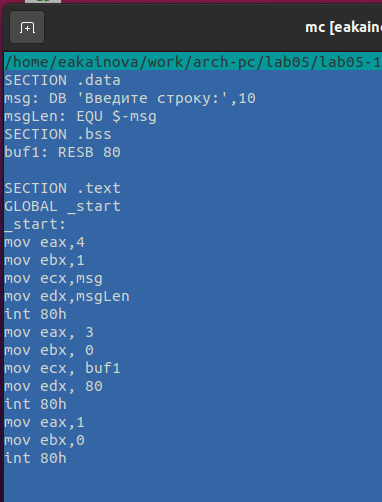 mc [eakaino
/home/eakainova/work/arch-pc/lab05/lab05-1
SECTION .data
msg: DB 'Введите строку:',10
msgLen: EQU $-msg
SECTION .bss
buf1: RESB 80
SECTION .text
GLOBAL _start
_start:
mov eax,4
mov ebx,1
mov ecx,msg
mov edx,msgLen
int 80h
mov eax, 3
mov ebx, 0
mov ecx, buf1
mov edx, 80
int 80h
mov eax,1
mov ebx,0
int 80h